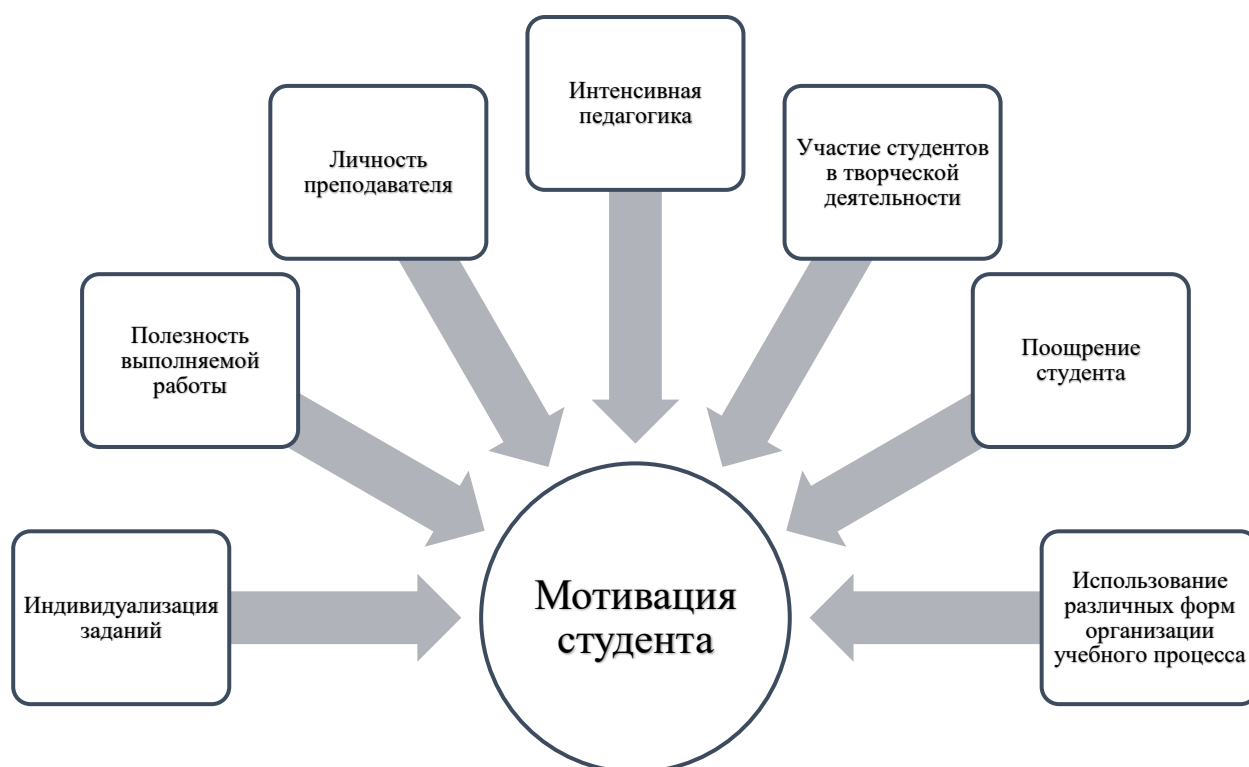 Интенсивная
педагогика
Личность
преподавателя
Участие студентов
в творческой
деятельности
Полезность
выполняемой
работы
Поощрение
студента
Индивидуализация
заданий
Мотивация
студента
Использование
различных форм
организации
учебного процесса